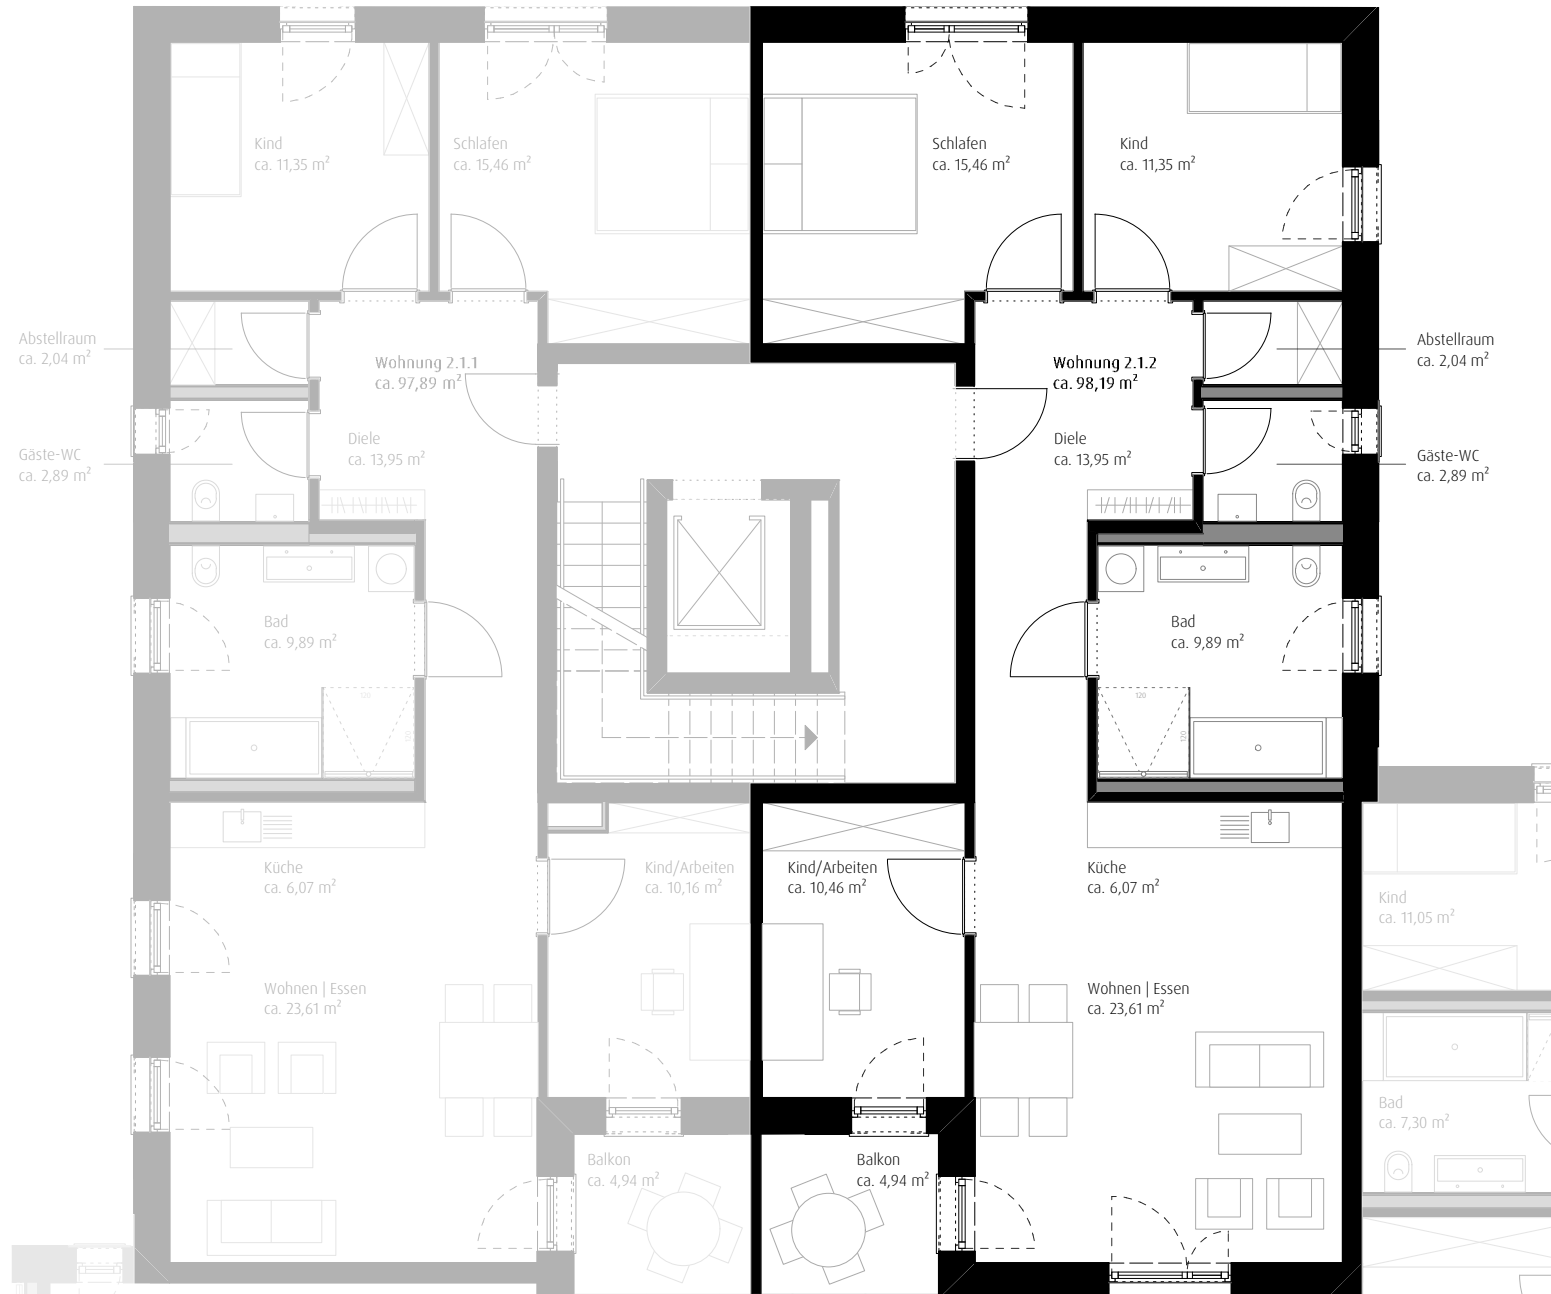 Kind
ca. 11,35 m²
Schlafen
ca. 15,46 m²
Schlafen
ca. 15,46 m²
Kind
ca. 11,35 m²
Abstellraum
ca. 2,04 m²
Wohnung 2.1.1
ca. 97,89 m²
Wohnung 2.1.2
ca. 98,19 m²
Abstellraum
ca. 2,04 m²
Gäste-WC
ca. 2,89 m²
Diele
ca. 13,95 m²
Diele
ca. 13,95 m²
Gäste-WC
ca. 2,89 m²
Bad
ca. 9,89 m²
Bad
ca. 9,89 m²
120
120
120
120
Küche
ca. 6,07 m²
Kind/Arbeiten
ca. 10,16 m²
Kind/Arbeiten
ca. 10,46 m²
Küche
ca. 6,07 m²
Kind
ca. 11,05 m²
Wohnen | Essen
ca. 23,61 m²
Wohnen | Essen
ca. 23,61 m²
Bad
ca. 7,30 m²
Balkon
ca. 4,94 m²
Balkon
ca. 4,94 m²